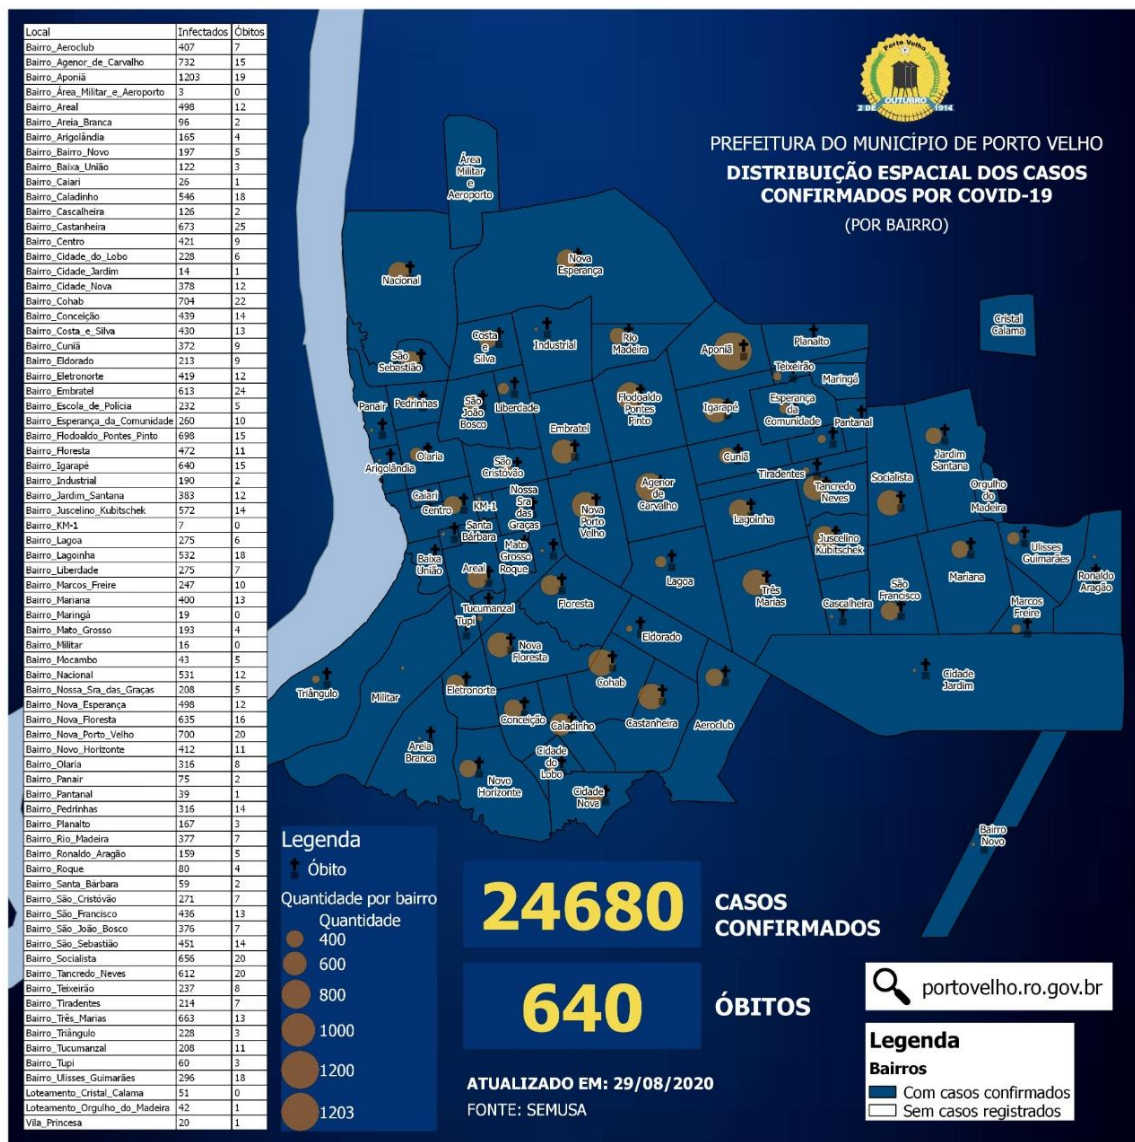 Local Infectados Óbitos
Bairro_Aeroclub 407 7
Bairro_Agenor_de_Carvalho 732 15
Bairro_Aponiã 1203 19
Bairro_Área_Militar_e_Aeroporto 3 0
Bairro_Areal 498 12
Bairro_Areia_Branca 96 2
Bairro_Arigolândia 165 4
Bairro_Bairro_Novo 197 5
Bairro_Baixa_União 122 3
Bairro_Caiari 26 1
Bairro_Caladinho 546 18
Bairro_Cascalheira 126 2
Bairro_Castanheira 673 25
Bairro_Centro 421 9
Bairro_Cidade_do_Lobo 228 6
Bairro_Cidade_Jardim 14 1
Bairro_Cidade_Nova 378 12
Bairro_Cohab 704 22
Bairro_Conceição 439 14
Bairro_Costa_e_Silva 430 13
Bairro_Cuniã 372 9
Bairro_Eldorado 213 9
Bairro_Eletronorte 419 12
Bairro_Embratel 613 24
Bairro_Escola_de_Polícia 232 5
Bairro_Esperança_da_Comunidade 260 10
Bairro_Flodoaldo_Pontes_Pinto 698 15
Bairro_Floresta 472 11
Bairro_Igarapé 640 15
Bairro_Industrial 190 2
Bairro_Jardim_Santana 383 12
Bairro_Juscelino_Kubitschek 572 14
Bairro_KM-1 7 0
Bairro_Lagoa 275 6
Bairro_Lagoinha 532 18
Bairro_Liberdade 275 7
Bairro_Marcos_Freire 247 10
Bairro_Mariana 400 13
Bairro_Maringá 19 0
Bairro_Mato_Grosso 193 4
Bairro_Militar 16 0
Bairro_Mocambo 43 5
Bairro_Nacional 531 12
Bairro_Nossa_Sra_das_Graças 208 5
Bairro_Nova_Esperança 498 12
Bairro_Nova_Floresta 635 16
Bairro_Nova_Porto_Velho 700 20
Bairro_Novo_Horizonte 412 11
Bairro_Olaria 316 8
Bairro_Panair 75 2
Bairro_Pantanal 39 1
Bairro_Pedrinhas 316 14
Bairro_Planalto 167 3
Bairro_Rio_Madeira 377 7
Bairro_Ronaldo_Aragão 159 5
Bairro_Roque 80 4
Bairro_Santa_Bárbara 59 2
Bairro_São_Cristóvão 271 7
Bairro_São_Francisco 436 13
Bairro_São_João_Bosco 376 7
Bairro_São_Sebastião 451 14
Bairro_Socialista 656 20
Bairro_Tancredo_Neves 612 20
Bairro_Teixeirão 237 8
Bairro_Tiradentes 214 7
Bairro_Três_Marias 663 13
Bairro_Triângulo 228 3
Bairro_Tucumanzal 208 11
Bairro_Tupi 60 3
Bairro_Ulisses_Guimarães 296 18
Loteamento_Cristal_Calama 51 0
Loteamento_Orgulho_do_Madeira 42 1
Vila_Princesa 20 1
Porto Velho
2 DE OUTUBRO 1914
PREFEITURA DO MUNICÍPIO DE PORTO VELHO
DISTRIBUIÇÃO ESPACIAL DOS CASOS
CONFIRMADOS POR COVID-19
(POR BAIRRO)
Área
Militar
e
Aeroporto
Nacional
Nova
Esperança
Cristal
Calama
Costa
e
Silva
Industrial
Rio
Madeira
Aponiã
Planalto
São
Sebastião
Teixeirão
Maringá
Panair
Pedrinhas
São
João
Bosco
Liberdade
Embratel
Flodoaldo
Pontes
Pinto
Igarapé
Esperança
da
Comunidade
Pantanal
Arigolândia
Olaria
São
Cristóvão
Cuniã
Tiradentes
Tancredo
Neves
Socialista
Jardim
Santana
Orgulho
do
Madeira
Caiari
Centro
KM-1
Nossa
Sra
das
Graças
Nova
Porto
Velho
Agenor
de
Carvalho
Lagoinha
Santa
Bárbara
Baixa
União
Mato
Grosso
Roque
Juscelino
Kubitschek
Ulisses
Guimarães
Areal
Floresta
Lagoa
Três
Marias
São
Francisco
Mariana
Ronaldo
Aragão
Tucumanzal
Tupi
Cascalheira
Marcos
Freire
Nova
Floresta
Eldorado
Triângulo
Militar
Eletronorte
Cohab
Cidade
Jardim
Conceição
Caladinho
Castanheira
Aeroclub
Areia
Branca
Novo
Horizonte
Cidade
do
Lobo
Cidade
Nova
Bairro
Novo
Legenda
Óbito
Quantidade por bairro
Quantidade
400
600
800
1000
1200
1203
24680 CASOS
CONFIRMADOS
640 ÓBITOS
ATUALIZADO EM: 29/08/2020
FONTE: SEMUSA
portovelho.ro.gov.br
Legenda
Bairros
Com casos confirmados
Sem casos registrados